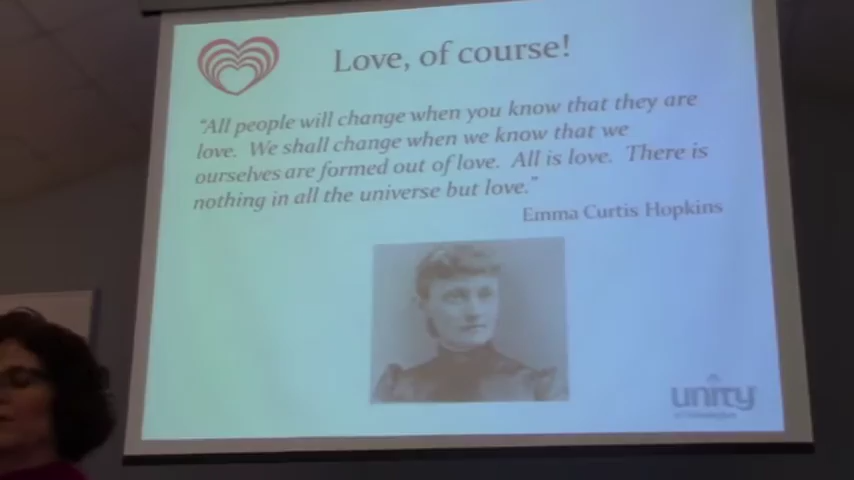 Love, of course!
"All people will change when you know that they are
love. We shall change when we know that we
ourselves are formed out of love. All is love. There is
nothing in all the universe but love."
Emma Curtis Hopkins
unity